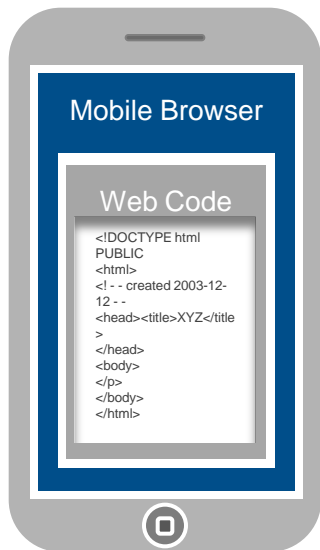 Mobile Browser
Web Code
<!DOCTYPE html
PUBLIC
<html>
<! - - created 2003-12-
12 - -
<head><title>XYZ</title
>
</head>
<body>
</p>
</body>
</html>